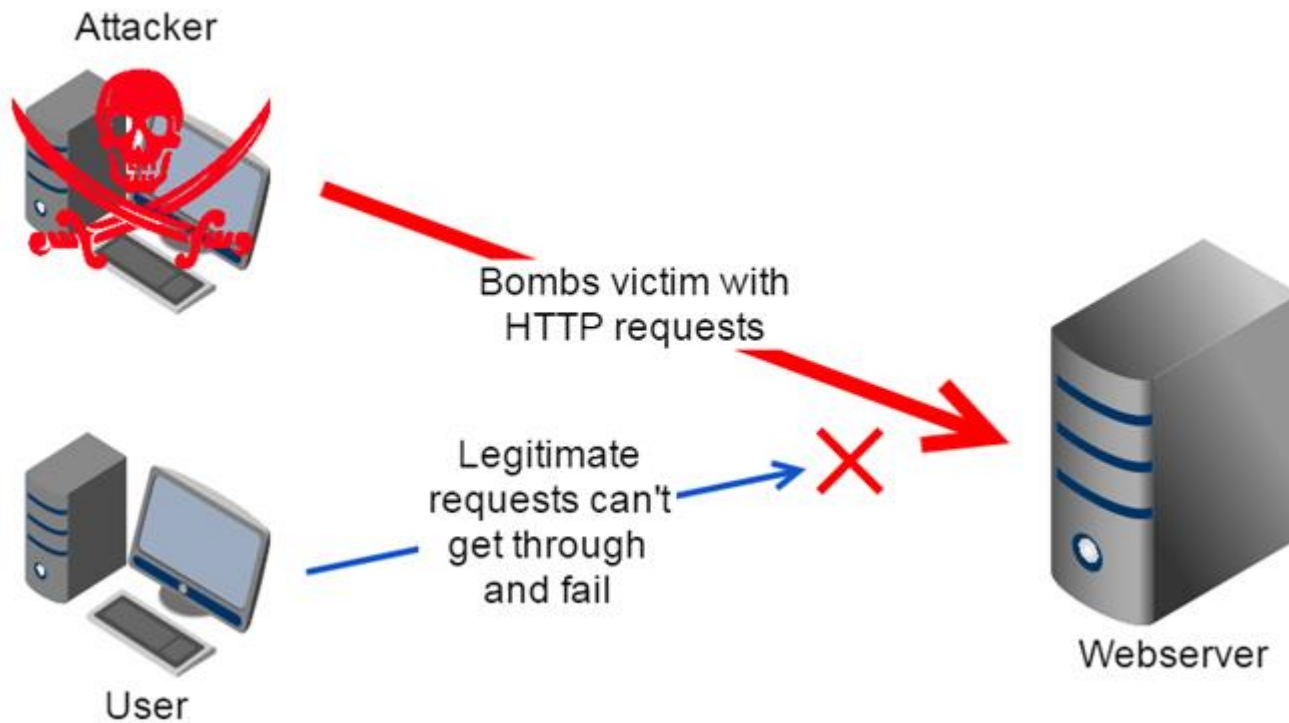 Attacker
Bombs victim with
HTTP requests
Legitimate
requests can't
get through
and fail
Webserver
User